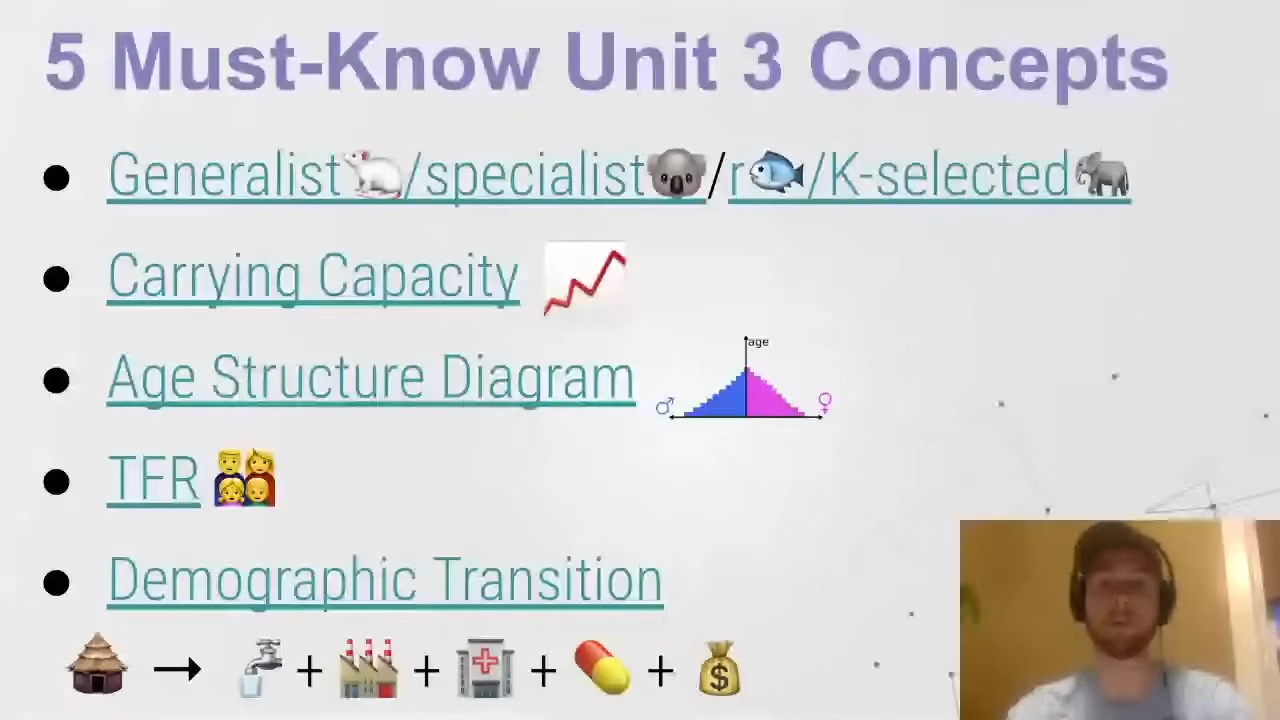 5 Must-Know Unit 3 Concepts
Generalist/specialist/r/K-selected
Carrying Capacity
age
Age Structure Diagram
TFR
Demographic Transition